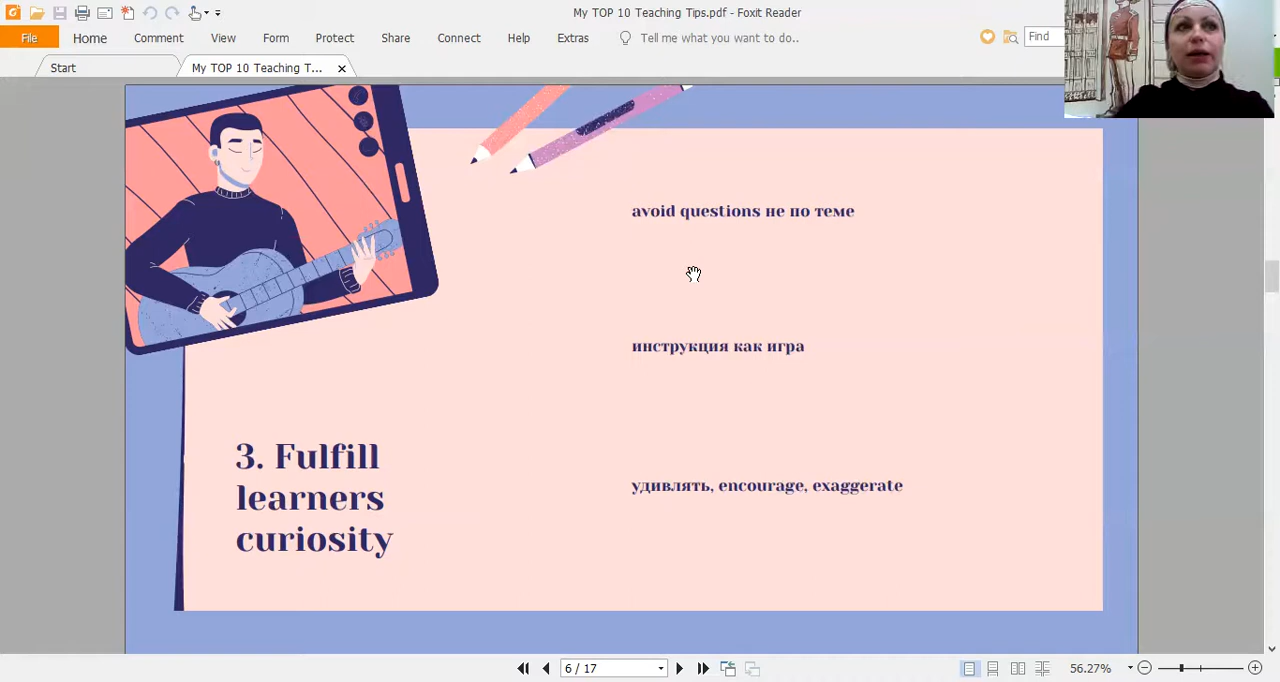 My TOP 10 Teaching Tips.pdf - Foxit Reader
File Home Comment View Form Protect Share Connect Help Extras Tell me what you want to do.. Find
Start My TOP 10 Teaching T...
avoid questions не по теме
инструкция как игра
3. Fulfill
learners
curiosity
удивлять, encourage, exaggerate
6 / 17 56.27%